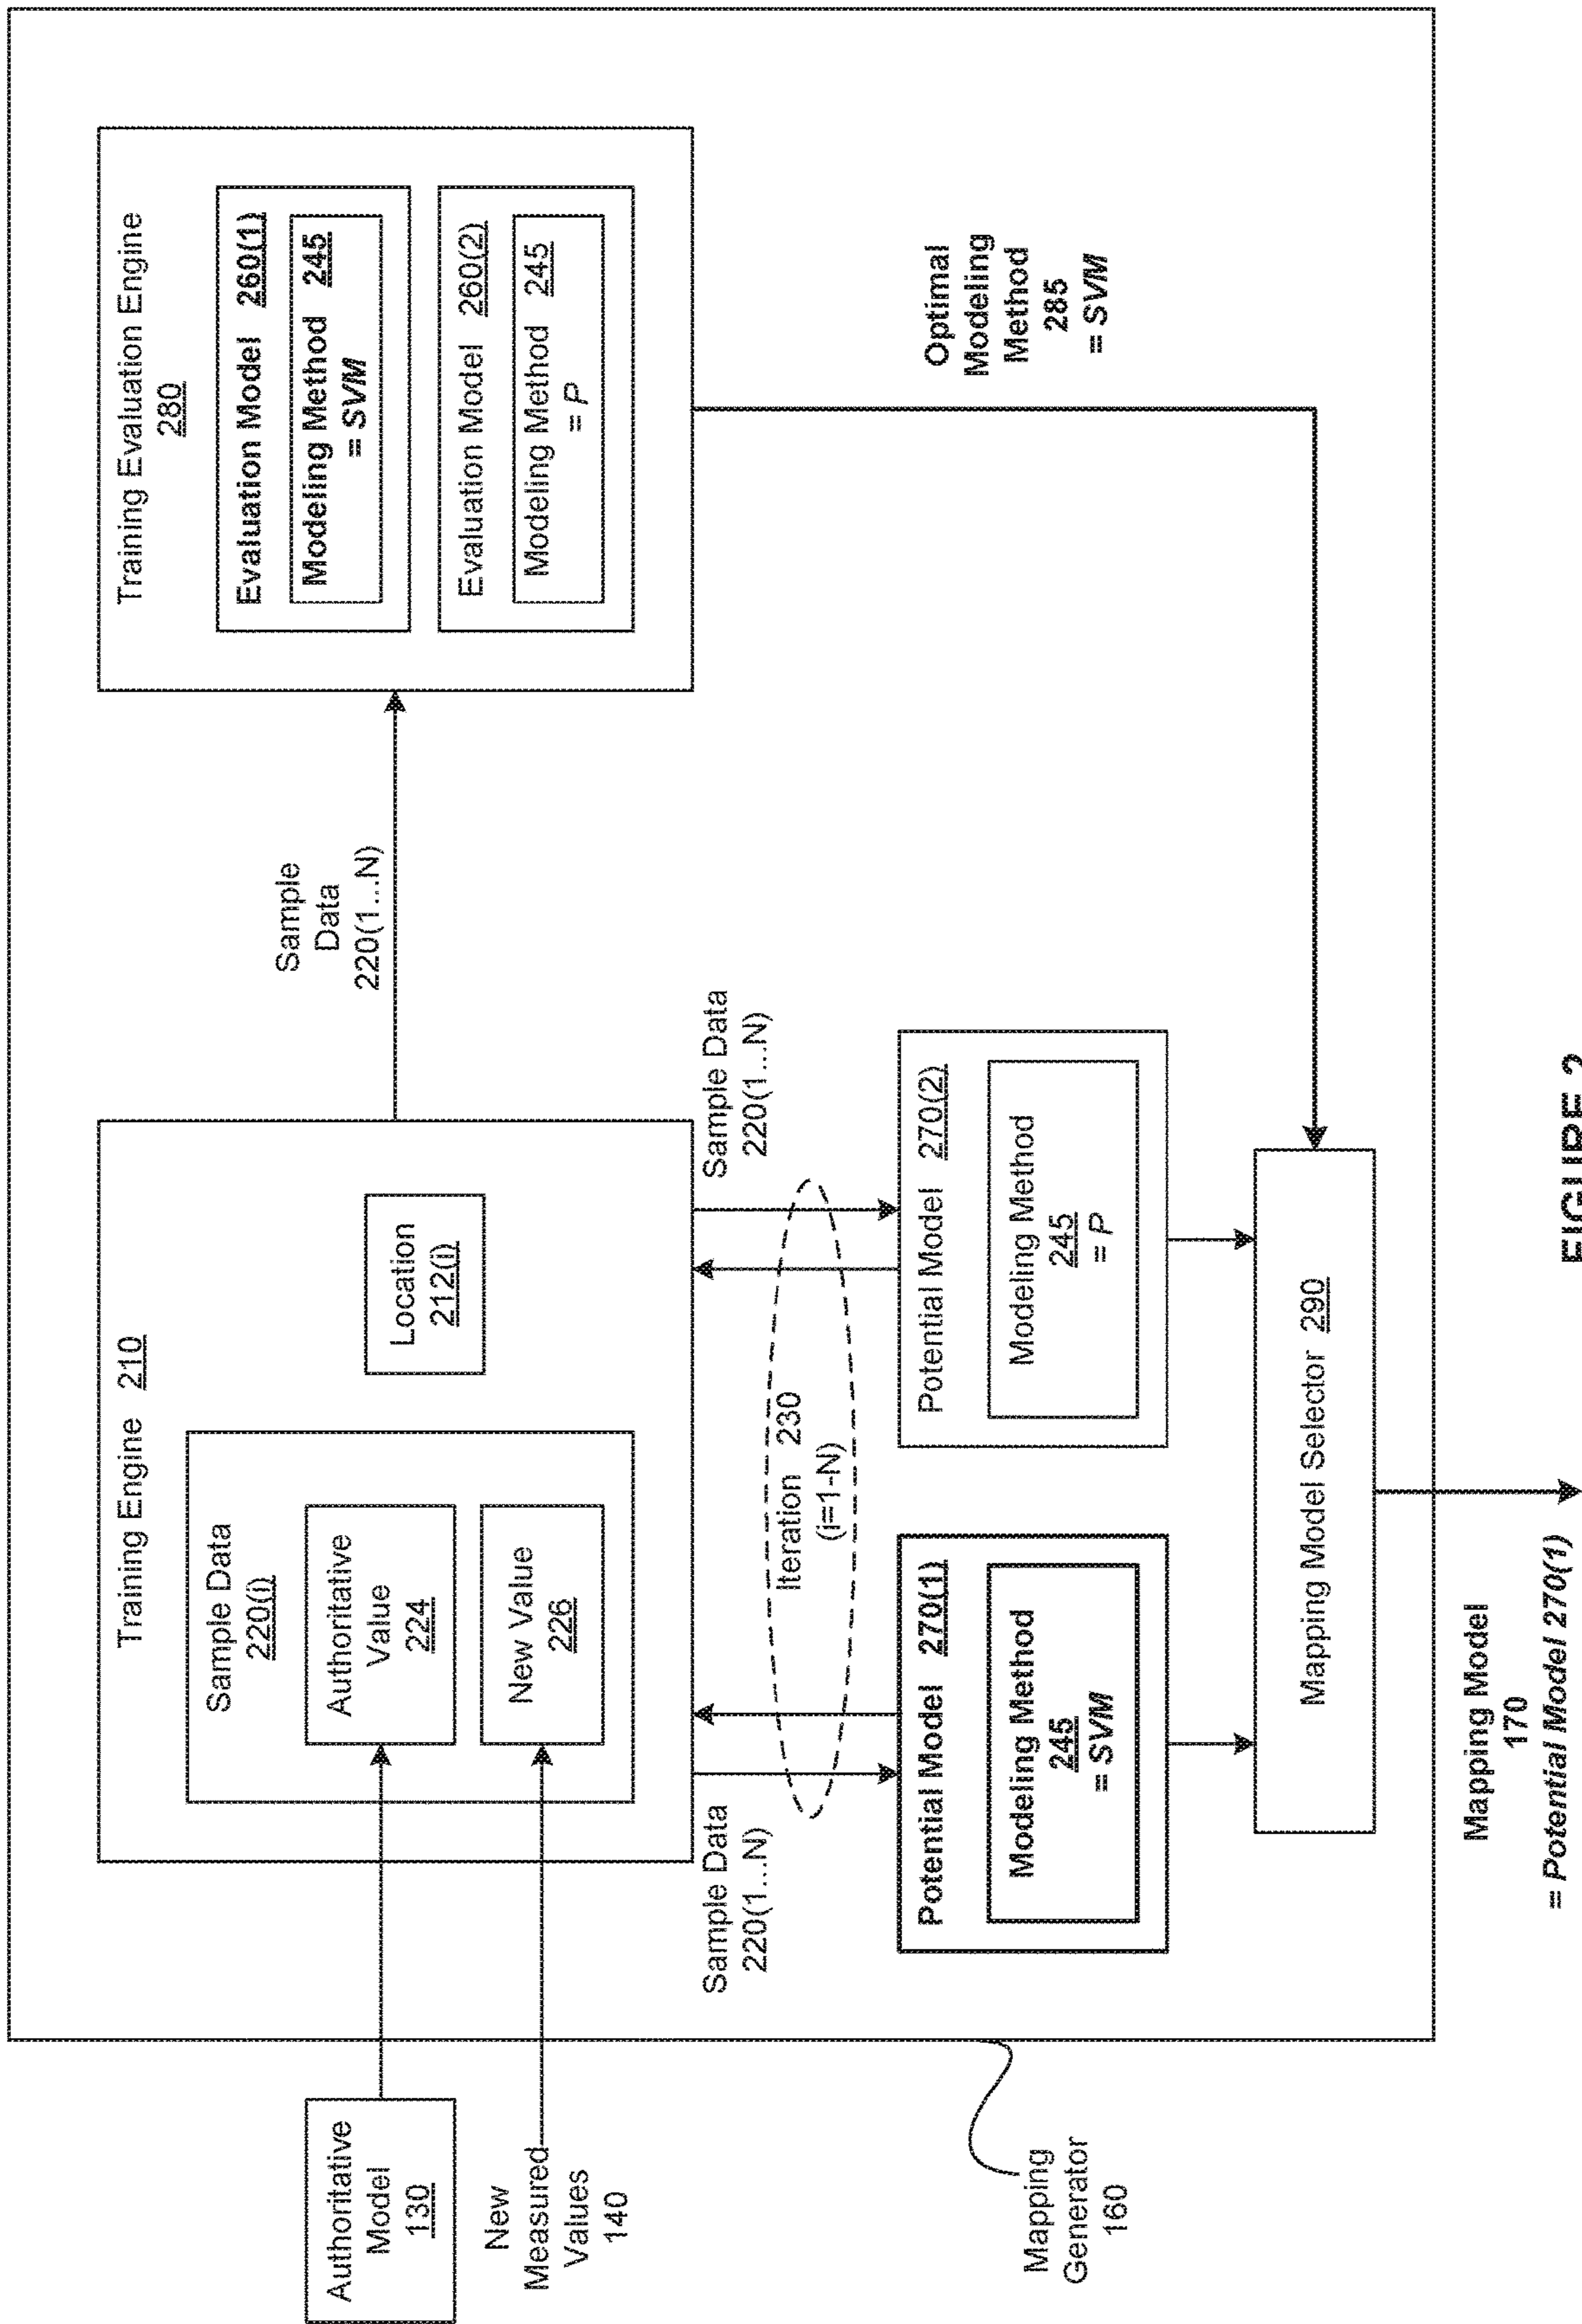 Authoritative
Model
130
New
Measured
Values
140
Mapping
Generator
160
Training Engine 210
Sample Data
220(i)
Authoritative
Value
224
New Value
226
Location
212(i)
Sample
Data
220(1...N)
Training Evaluation Engine
280
Evaluation Model 260(1)
Modeling Method 245
= SVM
Evaluation Model 260(2)
Modeling Method 245
= P
Sample Data
220(1...N)
Iteration 230
(i=1-N)
Sample Data
220(1...N)
Potential Model 270(1)
Modeling Method
245
= SVM
Potential Model 270(2)
Modeling Method
245
= P
Optimal
Modeling
Method
285
= SVM
Mapping Model Selector 290
Mapping Model
170
= Potential Model 270(1)
FIGURE 2